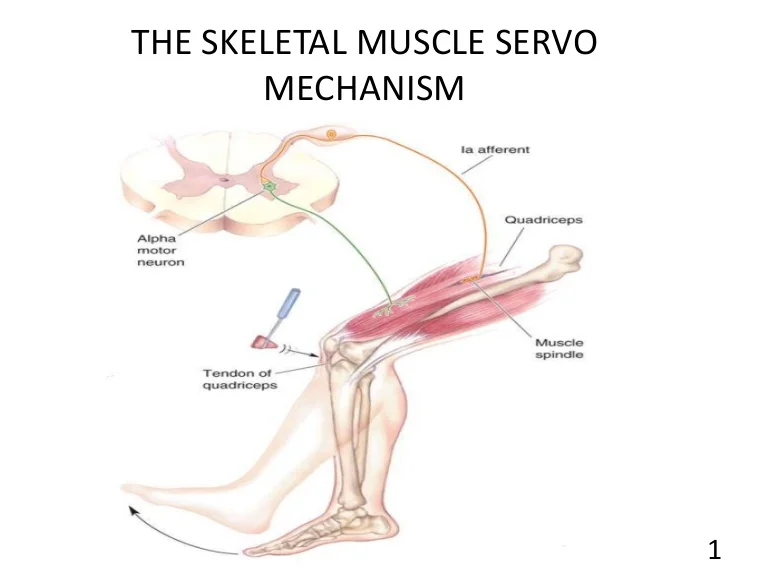 THE SKELETAL MUSCLE SERVO
MECHANISM
Ia afferent
Quadriceps
Alpha
motor
neuron
Muscle
spindle
Tendon of
quadriceps
1